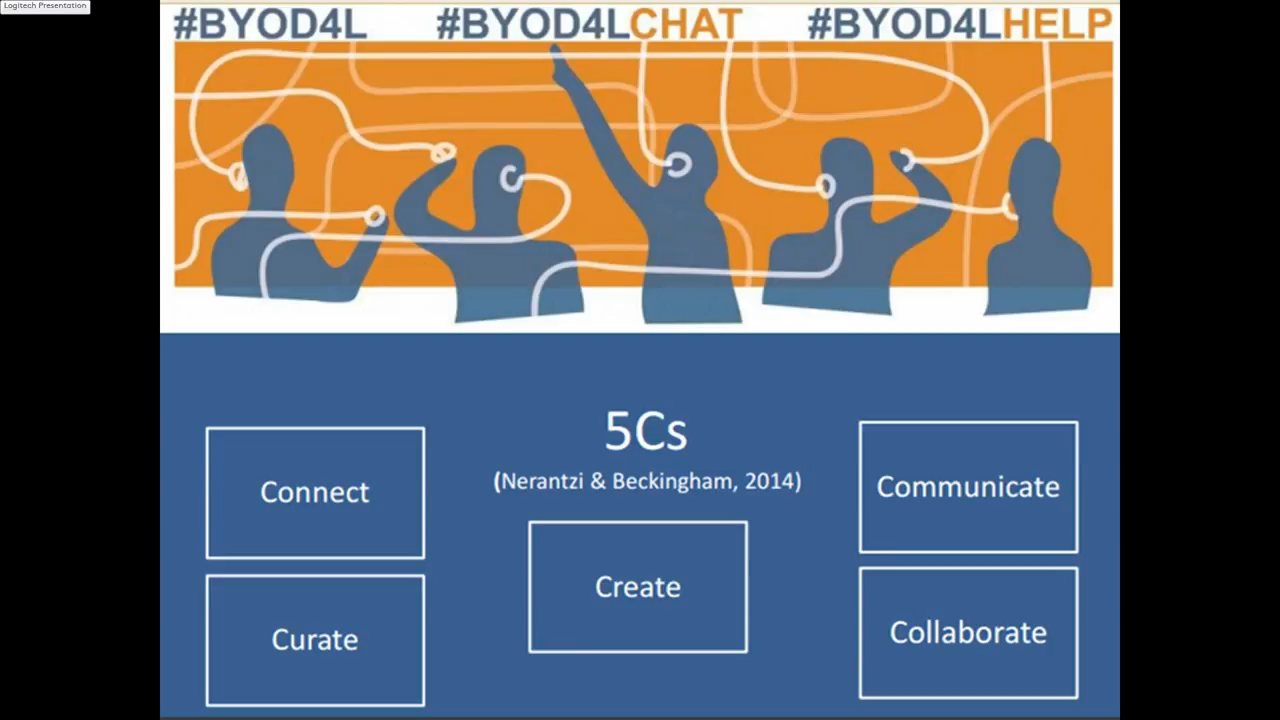 Logitech Presentation
#BYOD4L #BYOD4LCHAT #BYOD4LHELP
5Cs
(Nerantzi & Beckingham, 2014)
Connect
Communicate
Create
Curate
Collaborate